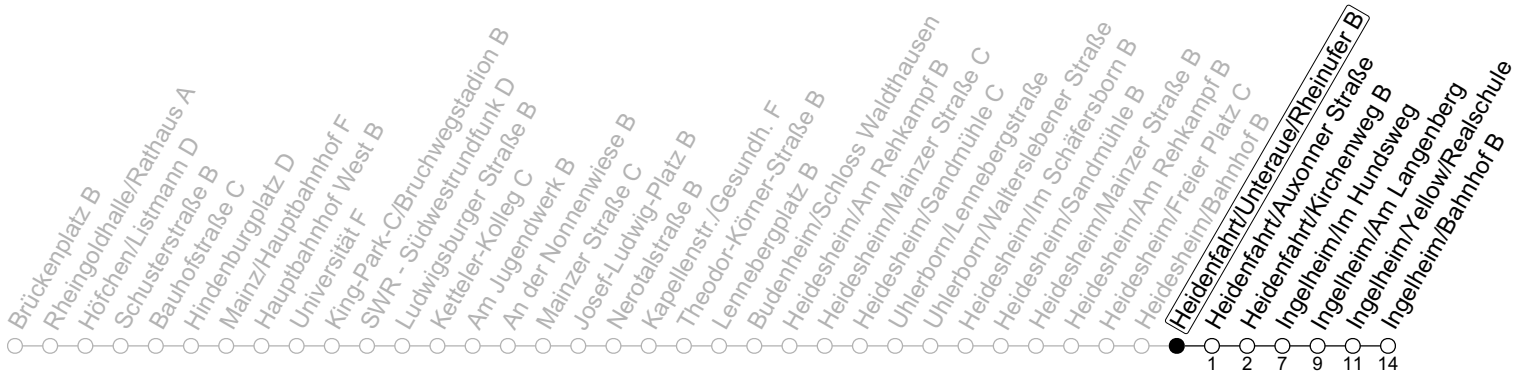 Brückenplatz B
Rheingoldhalle/Rathaus A
Höfchen/Listmann D
Schusterstraße B
Bauhofstraße C
Hindenburgplatz D
Mainz/Hauptbahnhof F
Hauptbahnhof West B
Universität F
King-Park-C/Bruchwegstadion B
SWR - Südwestrundfunk D
Ludwigsburger Straße B
Ketteler-Kolleg C
Am Jugendwerk B
An der Nonnenwiese B
Mainzer Straße C
Josef-Ludwig-Platz B
Nerotalstraße B
Kapellenstr./Gesundh. F
Theodor-Körner-Straße B
Lennebergplatz B
Budenheim/Schloss Waldthausen
Heidesheim/Am Rehkampf B
Heidesheim/Mainzer Straße C
Heidesheim/Sandmühle C
Uhlerborn/Lennebergstraße
Uhlerborn/Walterslebener Straße
Heidesheim/Im Schäfersborn B
Heidesheim/Sandmühle B
Heidesheim/Mainzer Straße B
Heidesheim/Am Rehkampf B
Heidesheim/Freier Platz C
Heidesheim/Bahnhof B
Heidenfahrt/Unteraue/Rheinufer B
Heidenfahrt/Auxonner Straße
Heidenfahrt/Kirchenweg B
Ingelheim/Im Hundsweg
Ingelheim/Am Langenberg
Ingelheim/Yellow/Realschule
Ingelheim/Bahnhof B
1 2 7 9 11 14